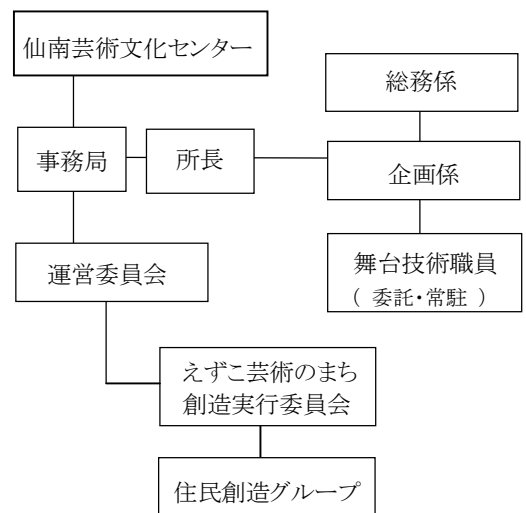 仙南芸術文化センター
総務係
事務局
所長
企画係
運営委員会
舞台技術職員
( 委託・常駐 )
えずこ芸術のまち
創造実行委員会
住民創造グループ